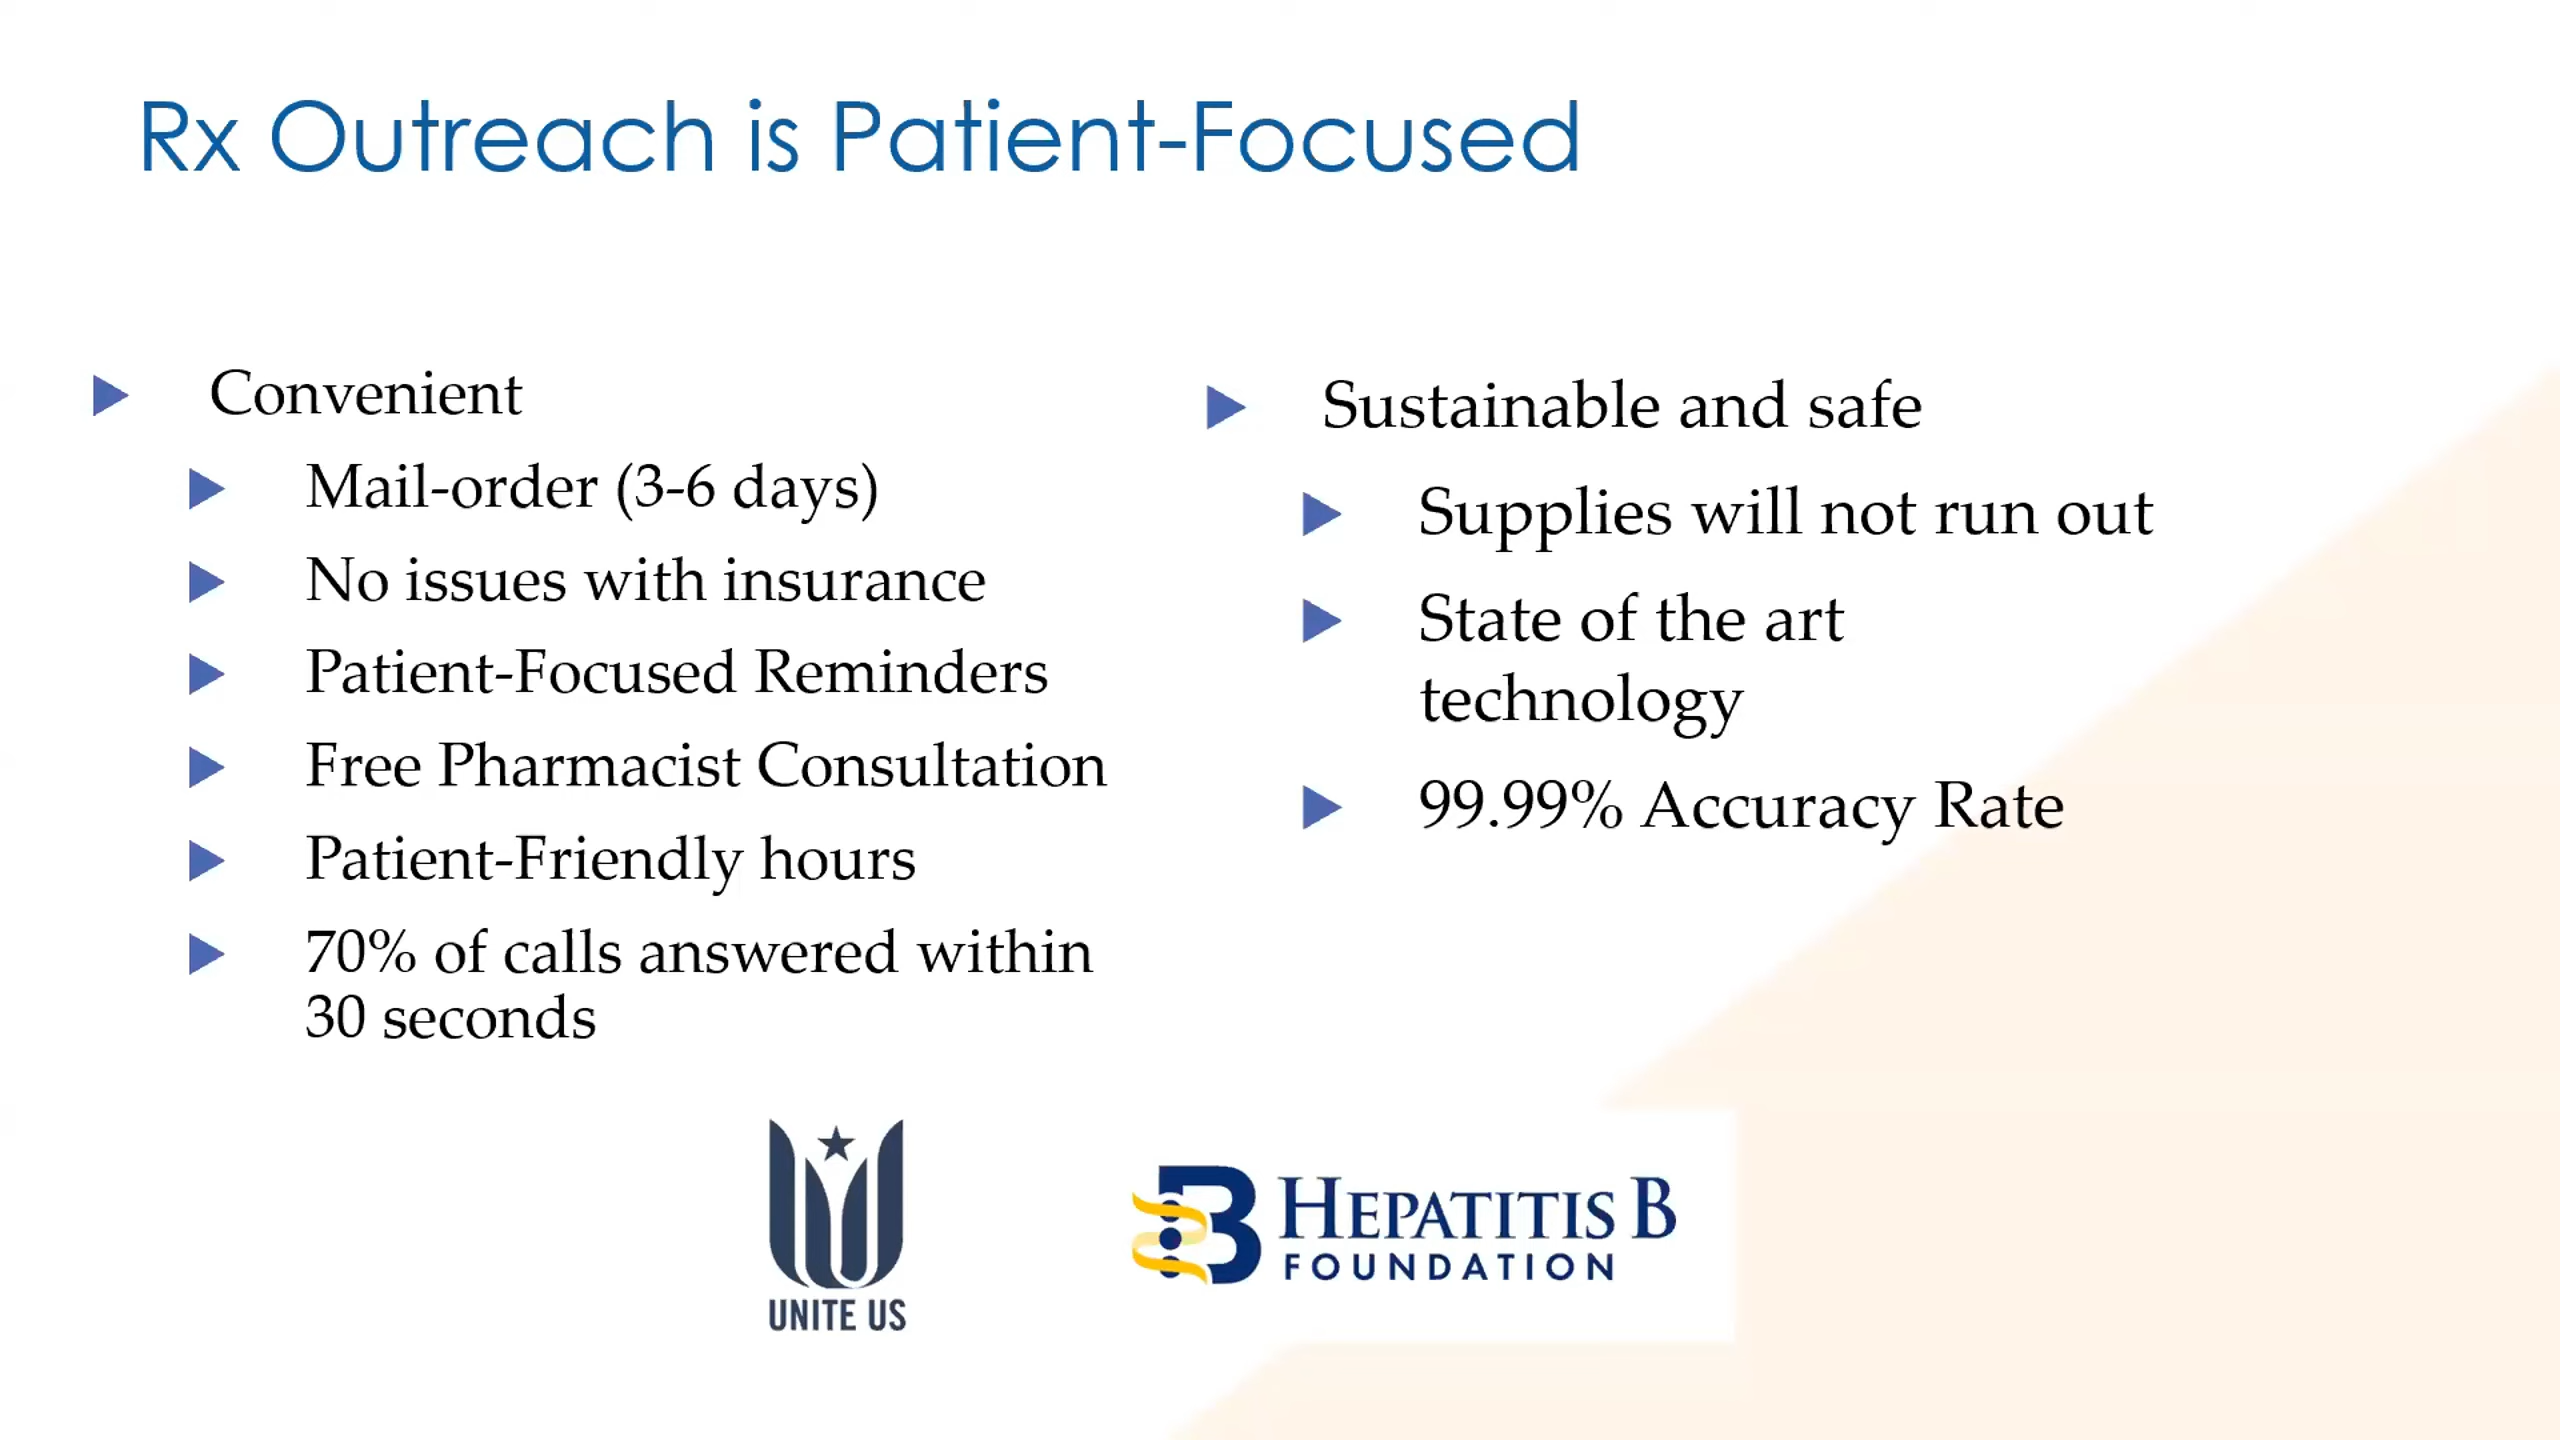 Rx Outreach is Patient-Focused
Convenient
Mail-order (3-6 days)
No issues with insurance
Patient-Focused Reminders
Free Pharmacist Consultation
Patient-Friendly hours
70% of calls answered within
30 seconds
Sustainable and safe
Supplies will not run out
State of the art
technology
99.99% Accuracy Rate
UNITE US
B HEPATITIS B
FOUNDATION